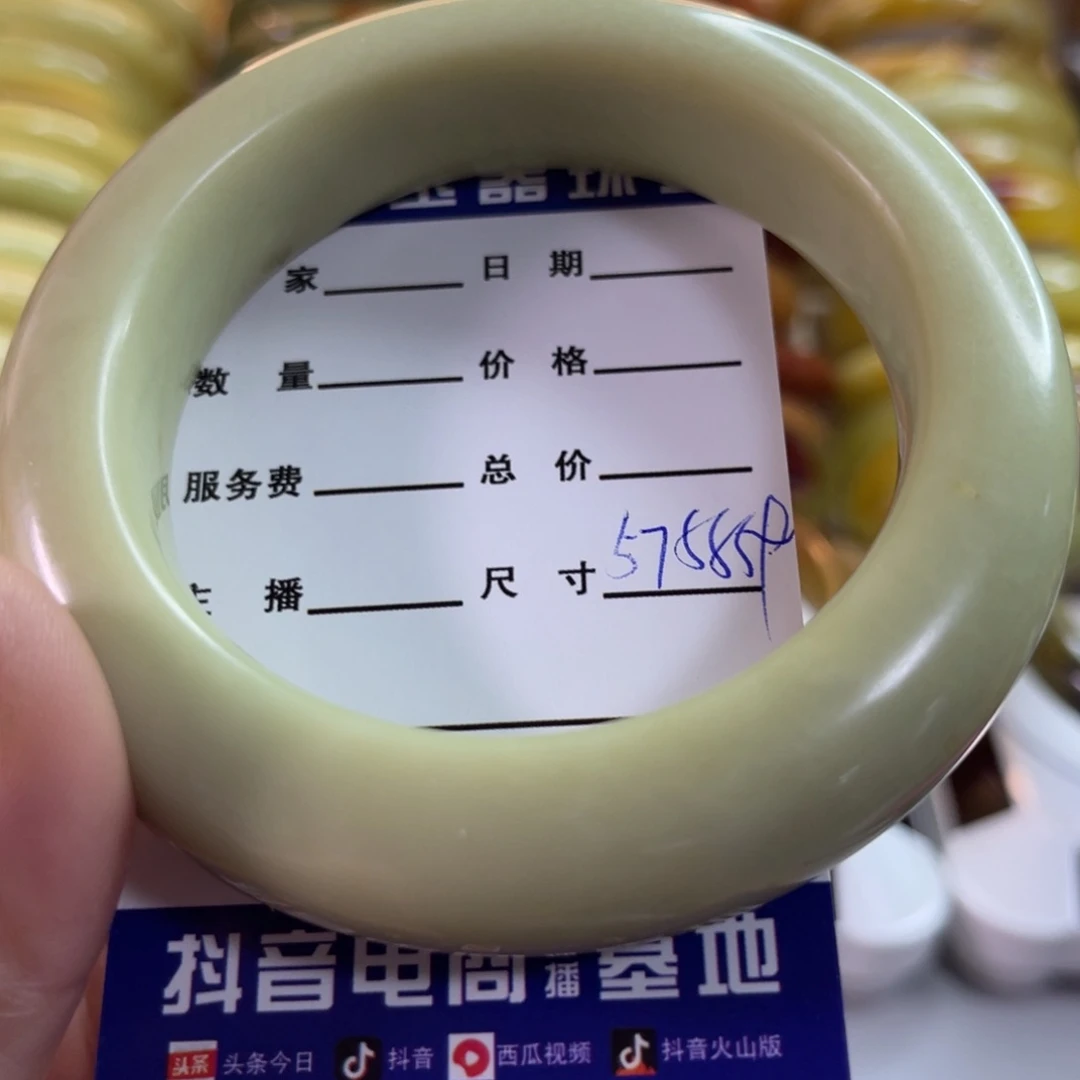 家 日 期
数 量 价 格
服务费 总 价
播 尺 寸
抖音电商 播 基地
头条 头条今日 抖音 西瓜视频 抖音火山版